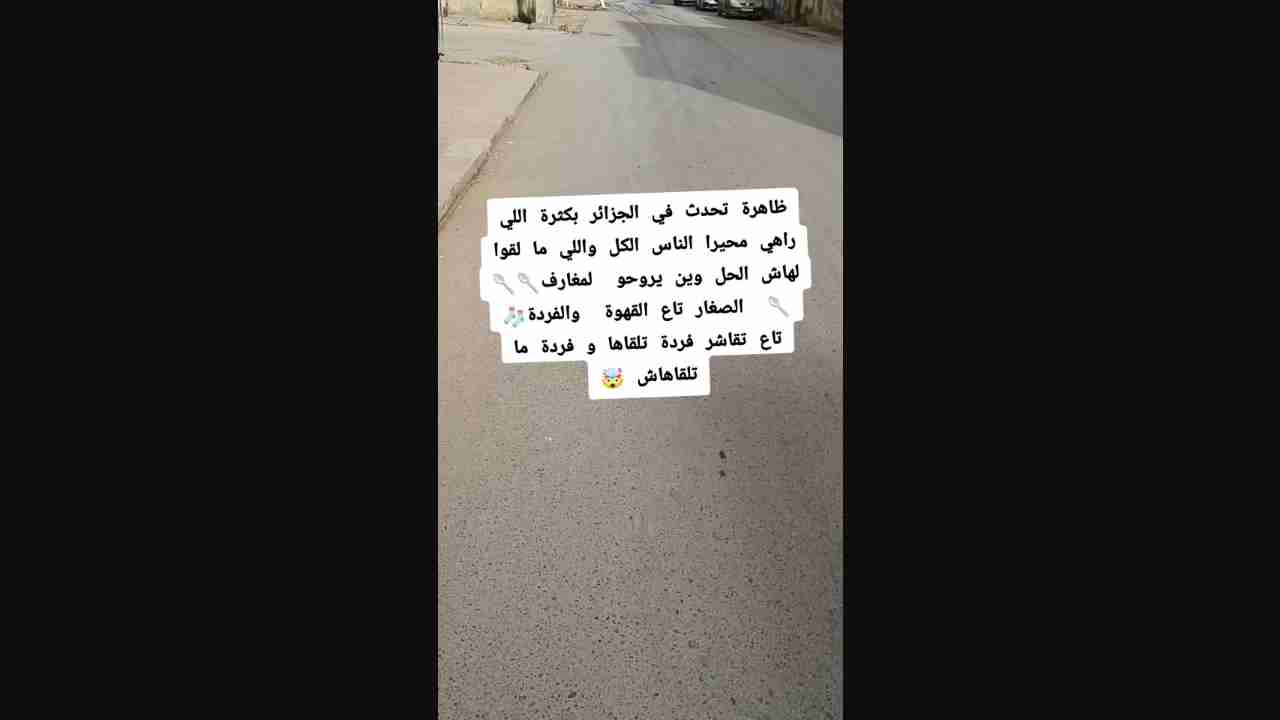 ظاهرة تحدث في الجزائر بكثرة اللي
راهي محيرا الناس الكل واللي ما لقوا
لهاش الحل وين يروحو لمغارف🥄🥄
🥄 الصغار تاع القهوة والفردة🧦
تاع تقاشر فردة تلقاها و فردة ما
تلقاهاش 🤯